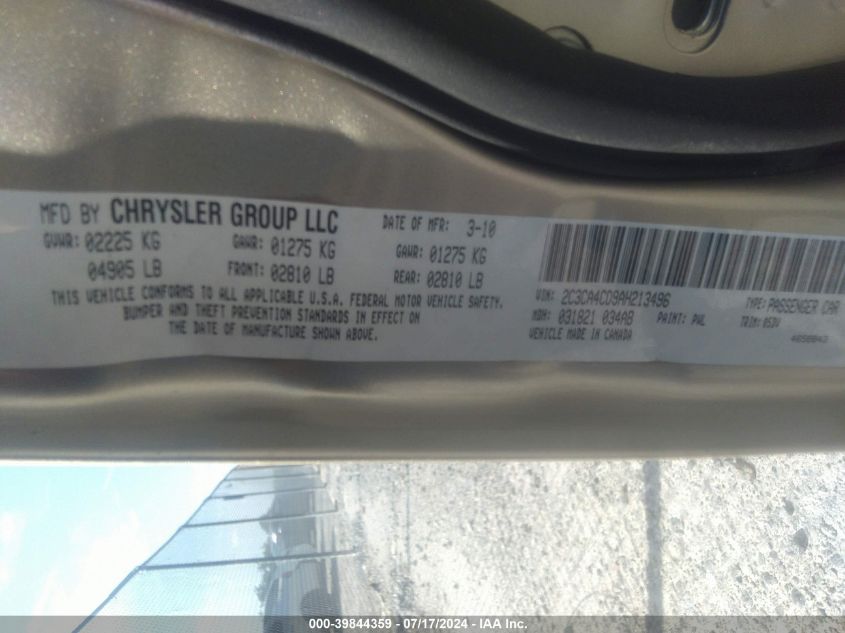 MFD BY CHRYSLER GROUP LLC DATE OF MFR: 3-10
GVWR: 02225 KG GAWR: 01275 KG GAWR: 01275 KG
04905 LB FRONT: 02810 LB REAR: 02810 LB
THIS VEHICLE CONFORMS TO ALL APPLICABLE U.S.A. FEDERAL MOTOR VEHICLE SAFETY,
BUMPER AND THEFT PREVENTION STANDARDS IN EFFECT ON
THE DATE OF MANUFACTURE SHOWN ABOVE.
VIN: 2C3CA4CD9AH213496 TYPE: PASSENGER CAR
MDH: 031821 034AB PAINT: PWL TRIM: 
VEHICLE MADE IN CANADA
000-39844359 - 07/17/2024 - IAA Inc.